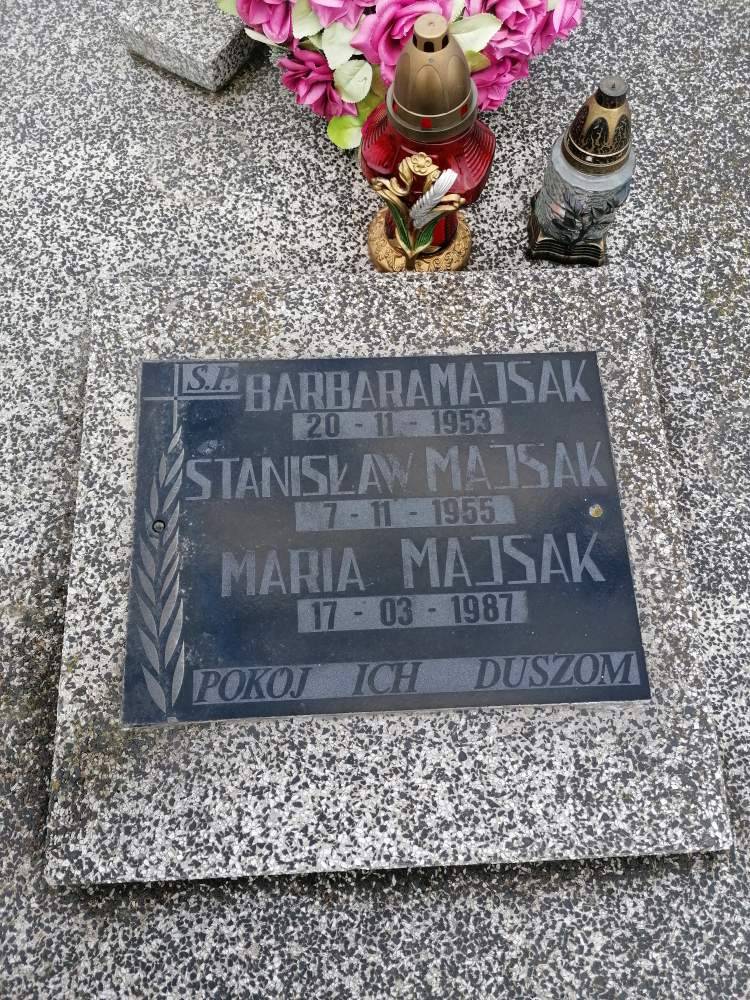 S.P. BARBARA MAJSAK
20 - 11 - 1953
STANISŁAW MAJSAK
7 - 11 - 1955
MARIA MAJSAK
17 - 03 - 1987
POKOJ ICH DUSZOM